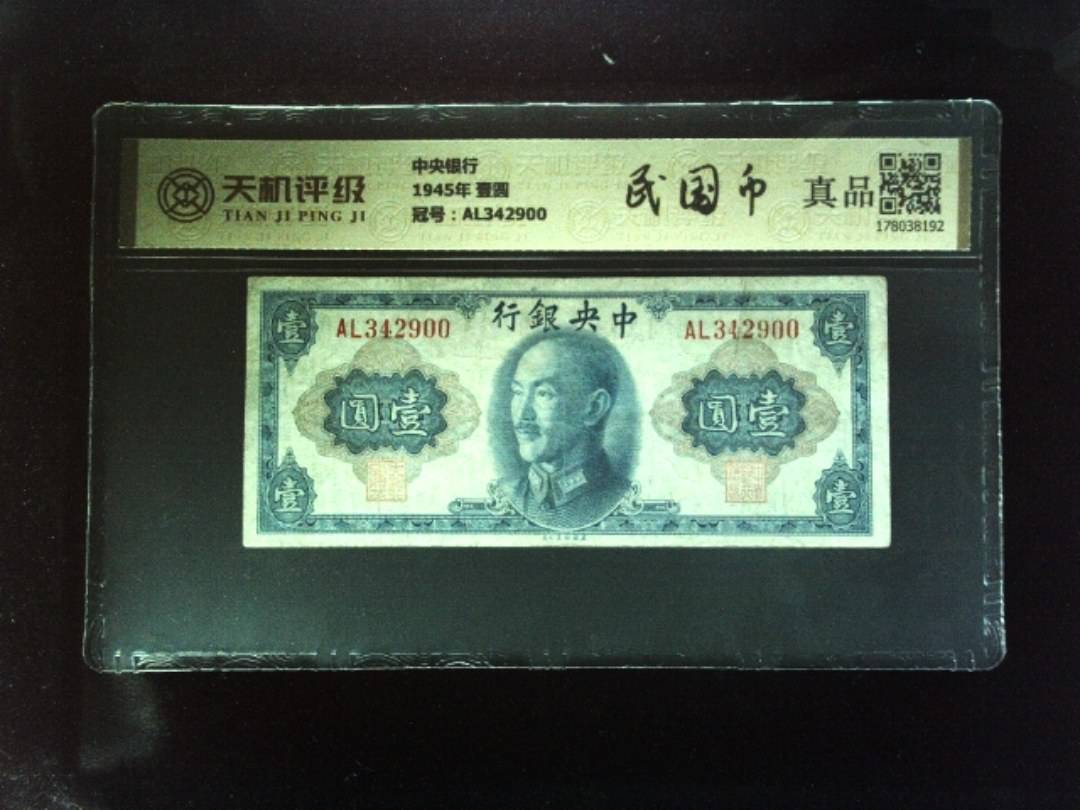 天机评级
TIAN JI PING JI
中央银行
1945年 壹圆
冠号：AL342900
民国币
真品
178038192
行銀央中
AL342900
AL342900
壹
壹
圓壹
圓壹
壹
壹